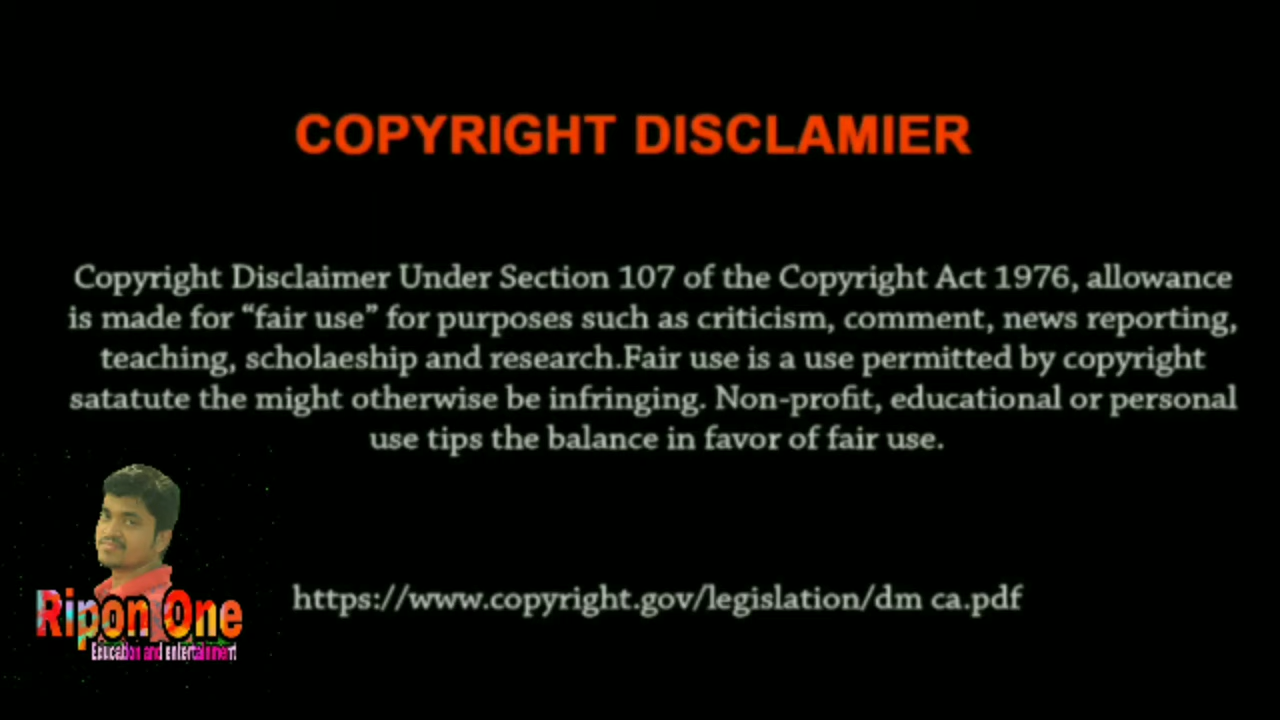 COPYRIGHT DISCLAMIER
Copyright Disclaimer Under Section 107 of the Copyright Act 1976, allowance
is made for “fair use” for purposes such as criticism, comment, news reporting,
teaching, scholaeship and research.Fair use is a use permitted by copyright
satatute the might otherwise be infringing. Non-profit, educational or personal
use tips the balance in favor of fair use.
https://www.copyright.gov/legislation/dm ca.pdf
Ripon One
Education and entertainment